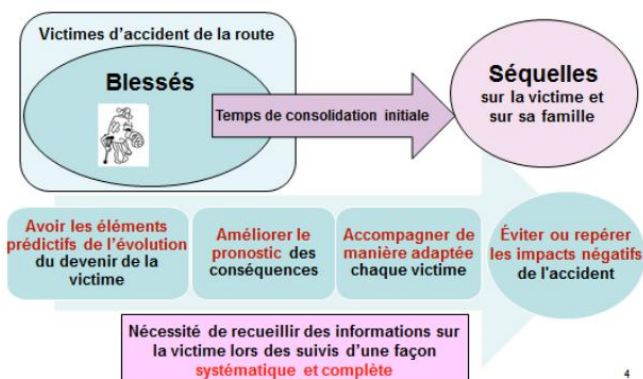 Victimes d'accident de la route
Blessés
Temps de consolidation initiale
Séquelles
sur la victime et
sur sa famille
Avoir les éléments
prédictifs de l'évolution
du devenir de la
victime
Améliorer le
pronostic des
conséquences
Accompagner de
manière adaptée
chaque victime
Éviter ou repérer
les impacts négatifs
de l'accident
Nécessité de recueillir des informations sur
la victime lors des suivis d'une façon
systématique et complète
4